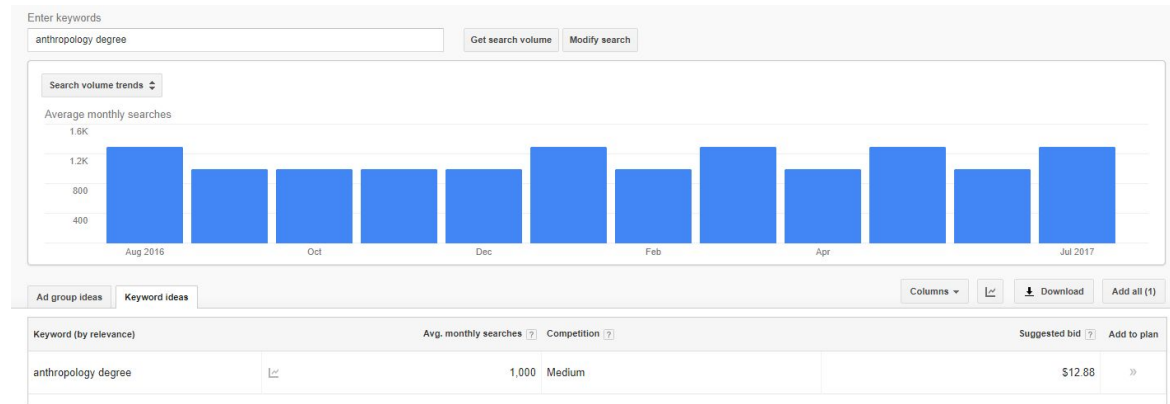 Enter keywords
anthropology degree
Get search volume Modify search
Search volume trends
Average monthly searches
1.6K
1.2K
800
400
Aug 2016 Oct Dec Feb Apr Jul 2017
Ad group ideas Keyword ideas Columns Download Add all (1)
Keyword (by relevance) Avg. monthly searches ? Competition ? Suggested bid ? Add to plan
anthropology degree 1,000 Medium $12.88 »